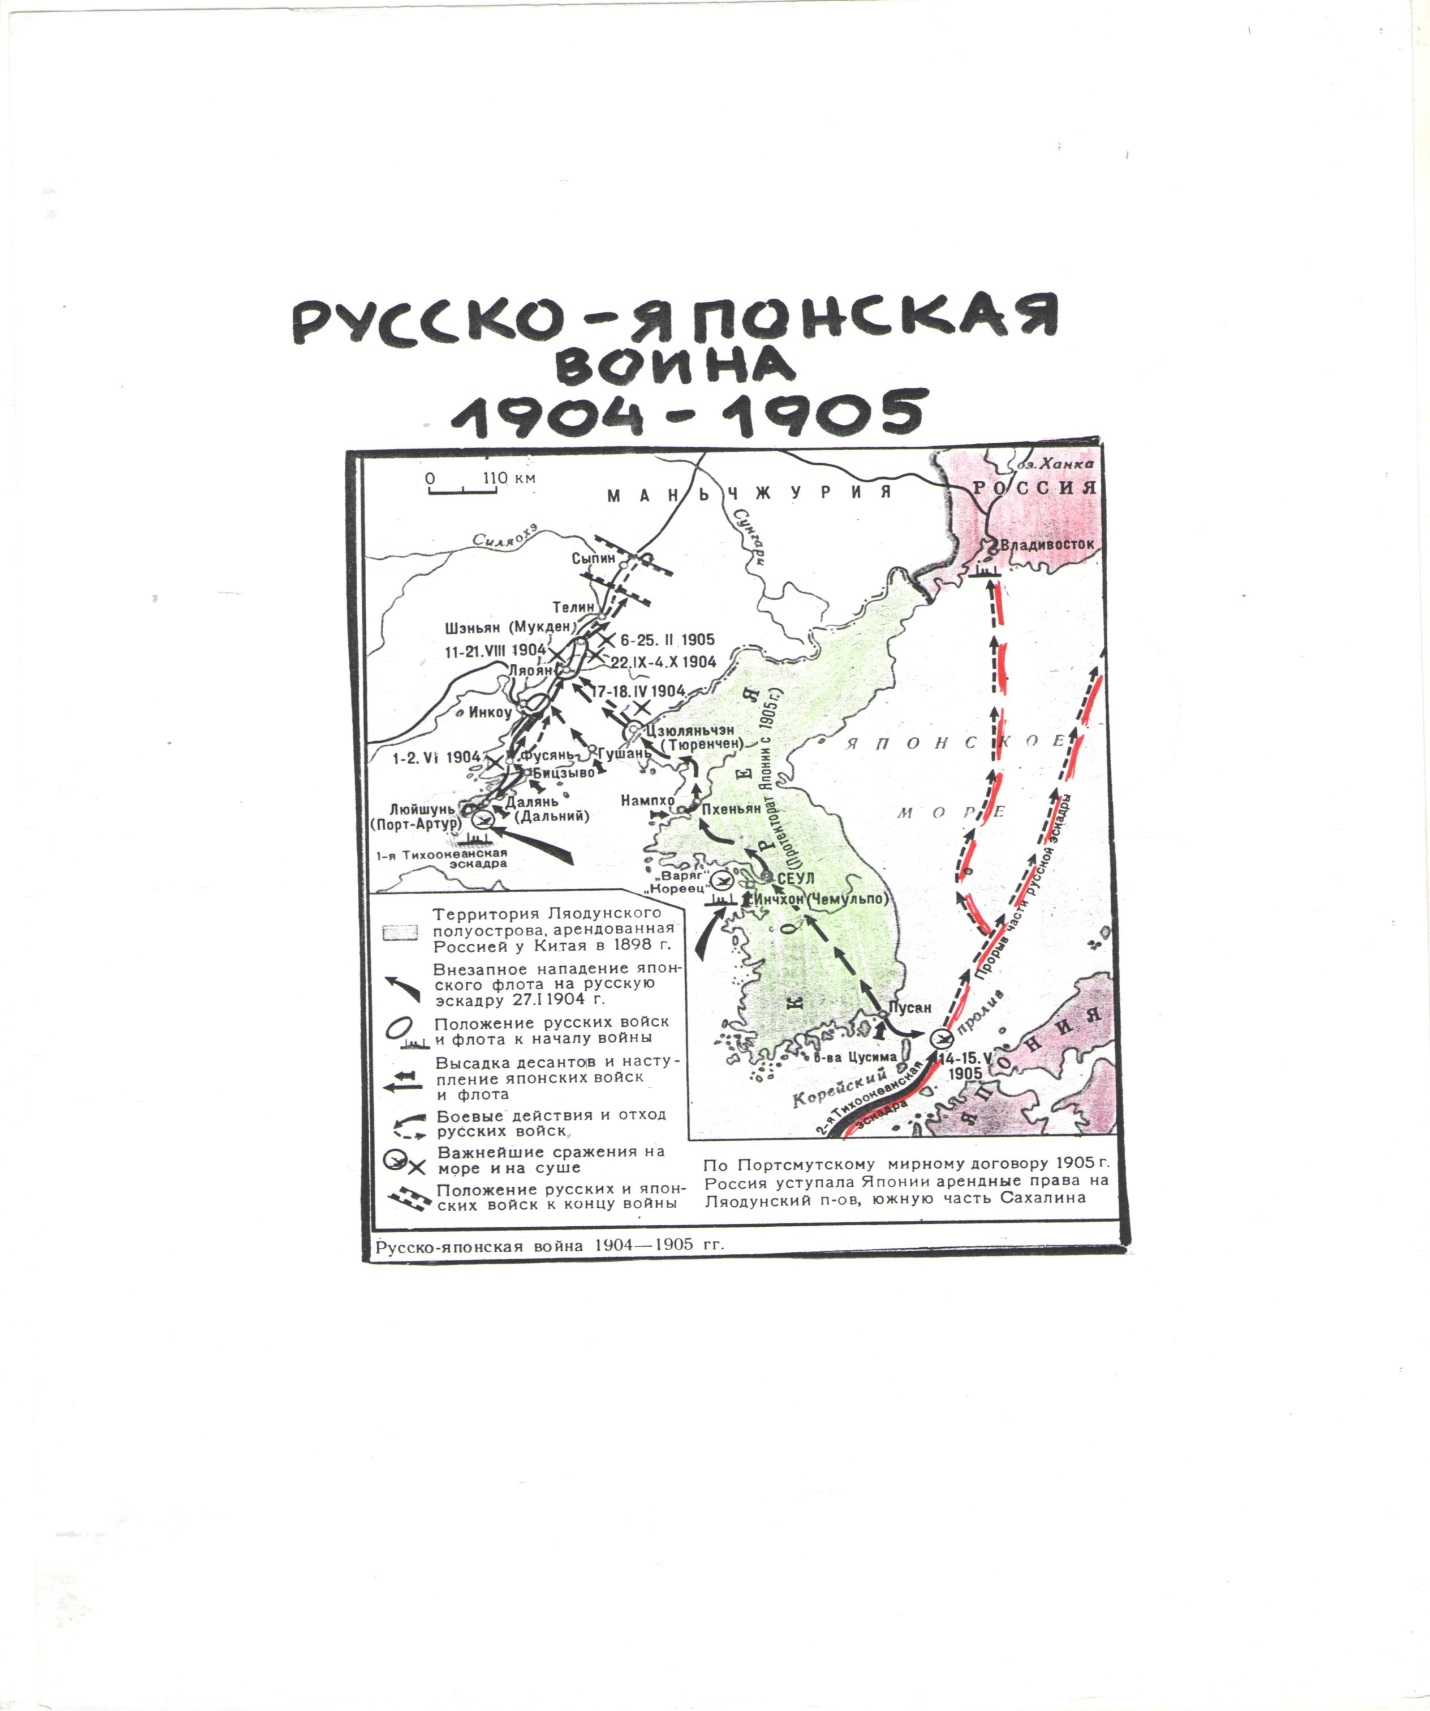 РУССКО-ЯПОНСКАЯ
ВОИНА
1904-1905
0 110 км
МАНЬЧЖУРИЯ
оз. Ханка
РОССИЯ
Владивосток
Сунгари
Силяохэ
Сыпин
Телин
Шэньян (Мукден)
6-25. II 1905
11-21. VIII 1904
22. IX-4. X 1904
Ляоян
17-18. IV 1904
Инкоу
Цзюляньчэн
(Тюренчен)
1-2. VI 1904
Фусянь
Гушань
Бицзыво
Люйшунь
(Порт-Артур)
Далянь
(Дальний)
1-я Тихоокеанская
эскадра
Нампхо
Пхеньян
„Варяг"
„Кореец"
СЕУЛ
Инчхон (Чемульпо)
КОРЕЯ
(Протекторат Японии с 1905 г.)
ЯПОНСКОЕ
МОРЕ
Прорыв части русской эскадры
Пусан
о-ва Цусима
Корейский пролив
14-15. V
1905
2-я Тихоокеанская
эскадра
ЯПОНИЯ
Территория Ляодунского
полуострова, арендованная
Россией у Китая в 1898 г.
Внезапное нападение япон-
ского флота на русскую
эскадру 27. I 1904 г.
Положение русских войск
и флота к началу войны
Высадка десантов и насту-
пление японских войск
и флота
Боевые действия и отход
русских войск
Важнейшие сражения на
море и на суше
Положение русских и япон-
ских войск к концу войны
По Портсмутскому мирному договору 1905 г.
Россия уступала Японии арендные права на
Ляодунский п-ов, южную часть Сахалина
Русско-японская война 1904—1905 гг.